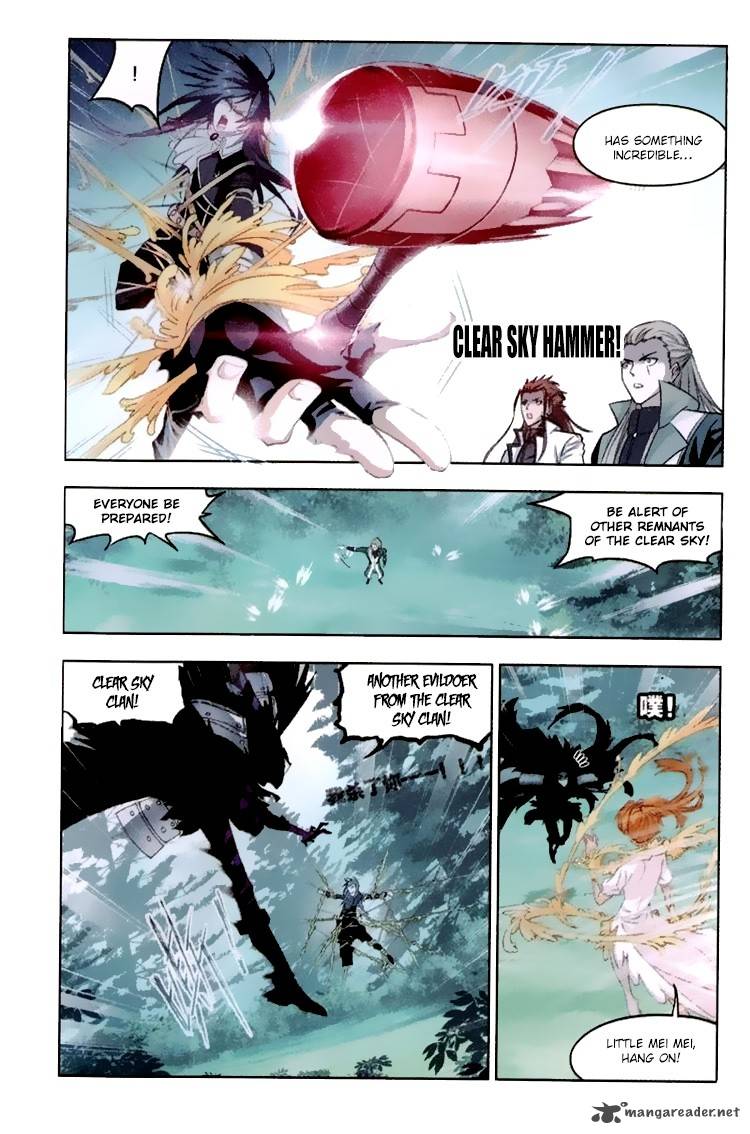 !
HAS SOMETHING
INCREDIBLE...
CLEAR SKY HAMMER!
EVERYONE BE
PREPARED!
BE ALERT OF
OTHER REMNANTS
OF THE CLEAR SKY!
CLEAR SKY
CLAN!
ANOTHER EVILDOER
FROM THE CLEAR
SKY CLAN!
噗!
LITTLE MEI MEI,
HANG ON!
mangareader.net